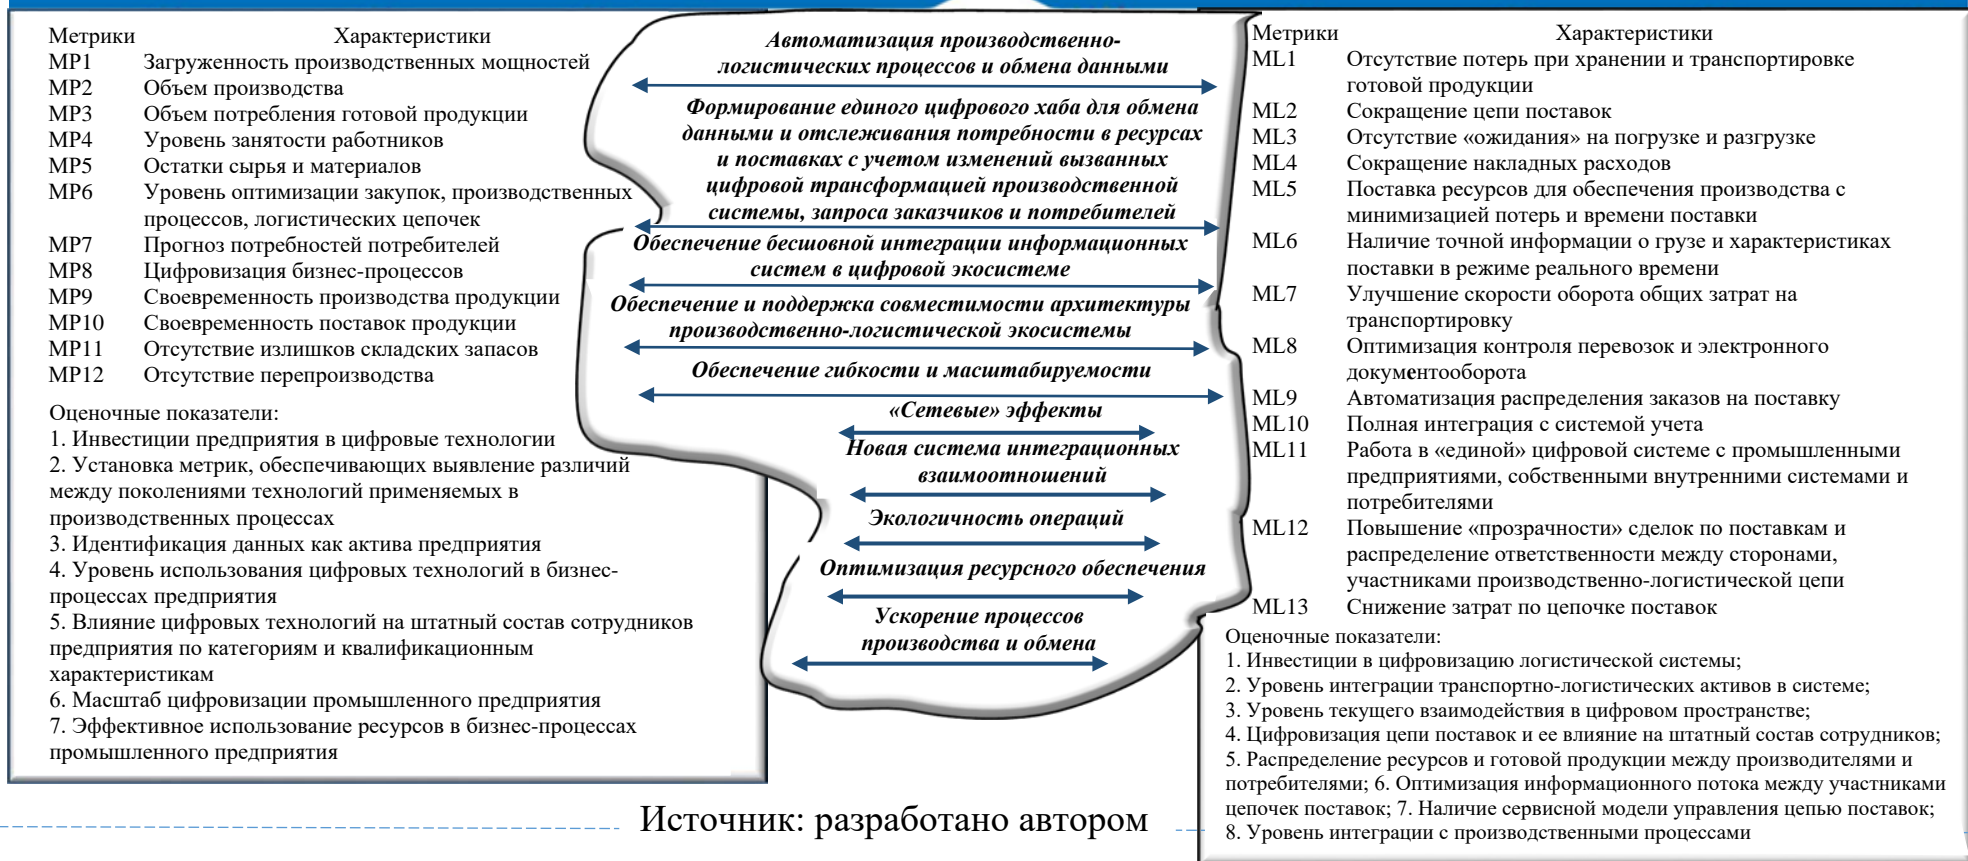 Метрики Характеристики
MP1 Загруженность производственных мощностей
MP2 Объем производства
MP3 Объем потребления готовой продукции
MP4 Уровень занятости работников
MP5 Остатки сырья и материалов
MP6 Уровень оптимизации закупок, производственных
процессов, логистических цепочек
MP7 Прогноз потребностей потребителей
MP8 Цифровизация бизнес-процессов
MP9 Своевременность производства продукции
MP10 Своевременность поставок продукции
MP11 Отсутствие излишков складских запасов
MP12 Отсутствие перепроизводства
Оценочные показатели:
1. Инвестиции предприятия в цифровые технологии
2. Установка метрик, обеспечивающих выявление различий
между поколениями технологий применяемых в
производственных процессах
3. Идентификация данных как актива предприятия
4. Уровень использования цифровых технологий в бизнес-
процессах предприятия
5. Влияние цифровых технологий на штатный состав сотрудников
предприятия по категориям и квалификационным
характеристикам
6. Масштаб цифровизации промышленного предприятия
7. Эффективное использование ресурсов в бизнес-процессах
промышленного предприятия
Автоматизация производственно-
логистических процессов и обмена данными
Формирование единого цифрового хаба для обмена
данными и отслеживания потребности в ресурсах
и поставках с учетом изменений вызванных
цифровой трансформацией производственной
системы, запроса заказчиков и потребителей
Обеспечение бесшовной интеграции информационных
систем в цифровой экосистеме
Обеспечение и поддержка совместимости архитектуры
производственно-логистической экосистемы
Обеспечение гибкости и масштабируемости
«Сетевые» эффекты
Новая система интеграционных
взаимоотношений
Экологичность операций
Оптимизация ресурсного обеспечения
Ускорение процессов
производства и обмена
Метрики Характеристики
ML1 Отсутствие потерь при хранении и транспортировке
готовой продукции
ML2 Сокращение цепи поставок
ML3 Отсутствие «ожидания» на погрузке и разгрузке
ML4 Сокращение накладных расходов
ML5 Поставка ресурсов для обеспечения производства с
минимизацией потерь и времени поставки
ML6 Наличие точной информации о грузе и характеристиках
поставки в режиме реального времени
ML7 Улучшение скорости оборота общих затрат на
транспортировку
ML8 Оптимизация контроля перевозок и электронного
документооборота
ML9 Автоматизация распределения заказов на поставку
ML10 Полная интеграция с системой учета
ML11 Работа в «единой» цифровой системе с промышленными
предприятиями, собственными внутренними системами и
потребителями
ML12 Повышение «прозрачности» сделок по поставкам и
распределение ответственности между сторонами,
участниками производственно-логистической цепи
ML13 Снижение затрат по цепочке поставок
Оценочные показатели:
1. Инвестиции в цифровизацию логистической системы;
2. Уровень интеграции транспортно-логистических активов в системе;
3. Уровень текущего взаимодействия в цифровом пространстве;
4. Цифровизация цепи поставок и ее влияние на штатный состав сотрудников;
5. Распределение ресурсов и готовой продукции между производителями и
потребителями; 6. Оптимизация информационного потока между участниками
цепочек поставок; 7. Наличие сервисной модели управления цепью поставок;
8. Уровень интеграции с производственными процессами
Источник: разработано автором